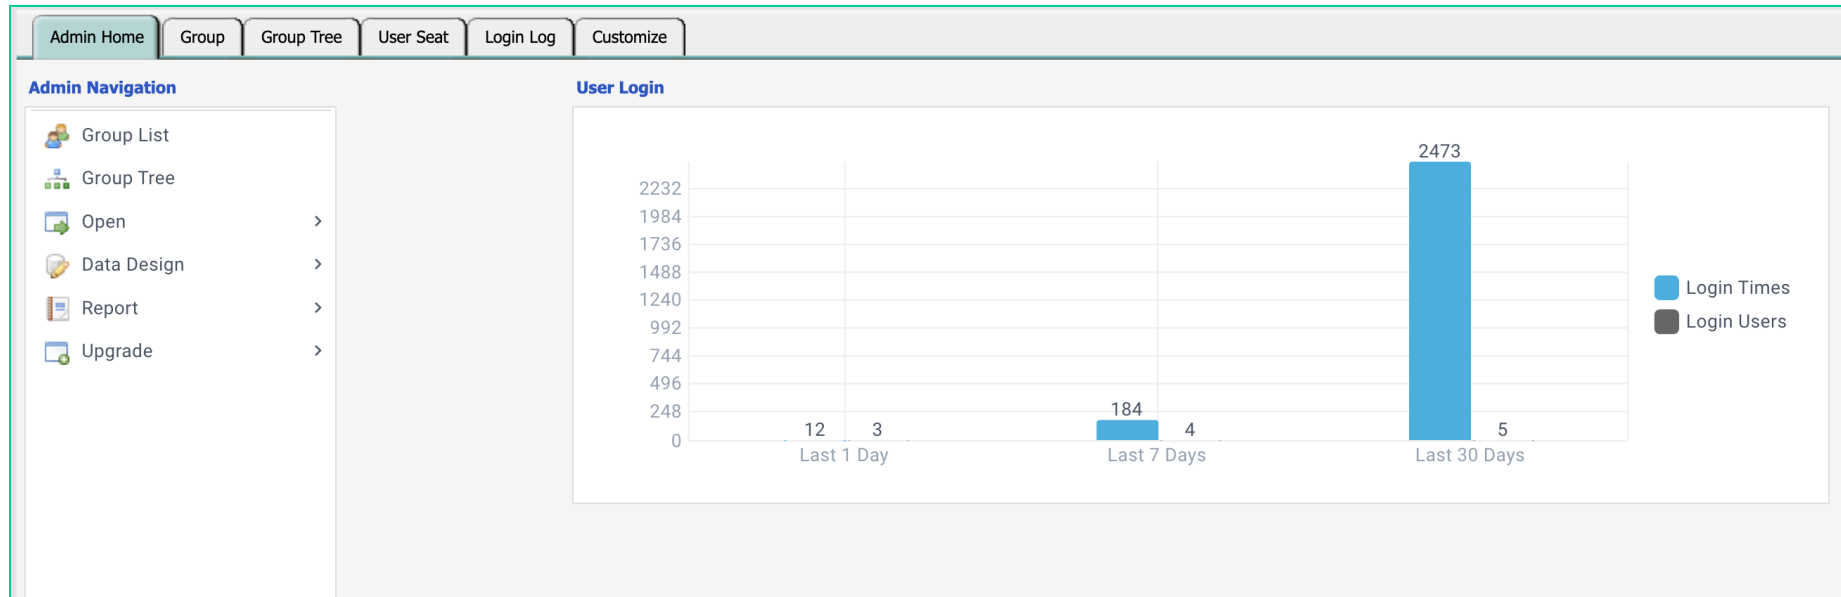 Admin Home Group Group Tree User Seat Login Log Customize
Admin Navigation
Group List
Group Tree
Open
Data Design
Report
Upgrade
User Login
2473
2232
1984
1736
1488
1240
992
744
496
248
0
12 3
184
4
5
Last 1 Day Last 7 Days Last 30 Days
Login Times
Login Users